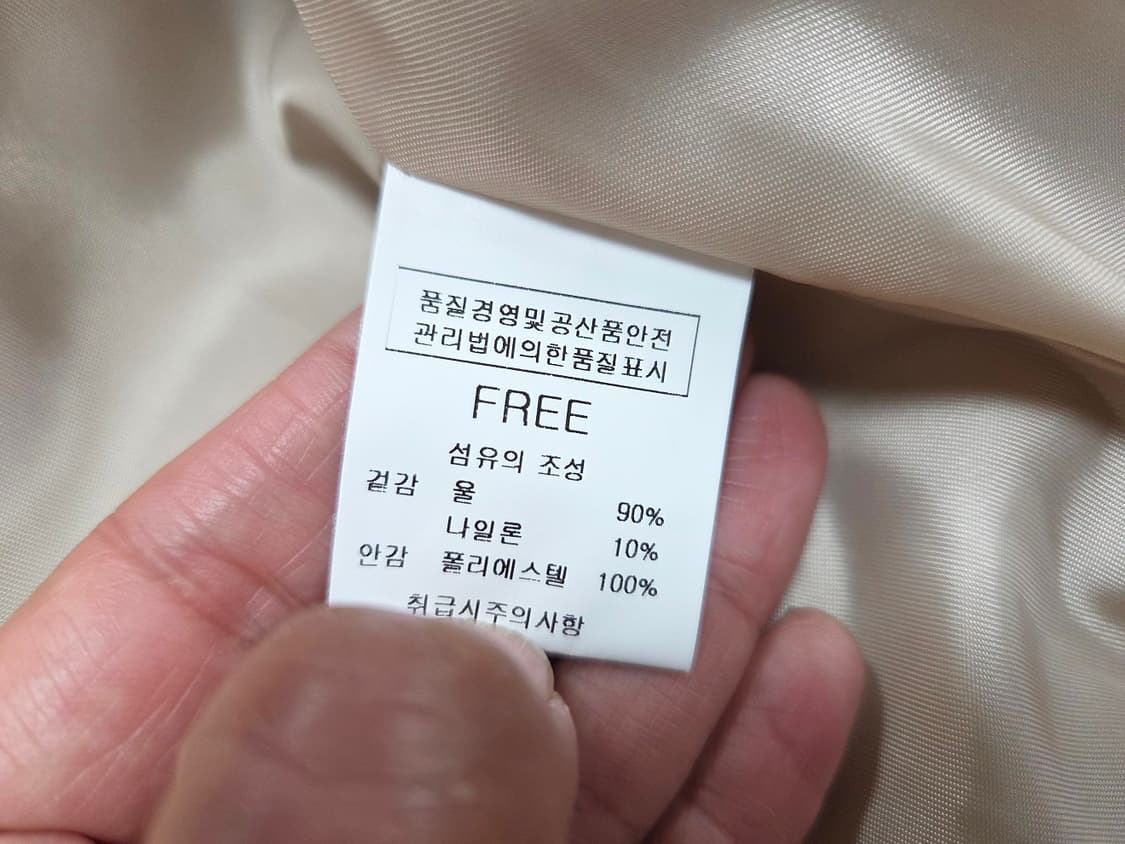 품질경영및공산품안전
관리법에의한품질표시
FREE
섬유의 조성
겉감 울 90%
나일론 10%
안감 폴리에스텔 100%
취급시주의사항